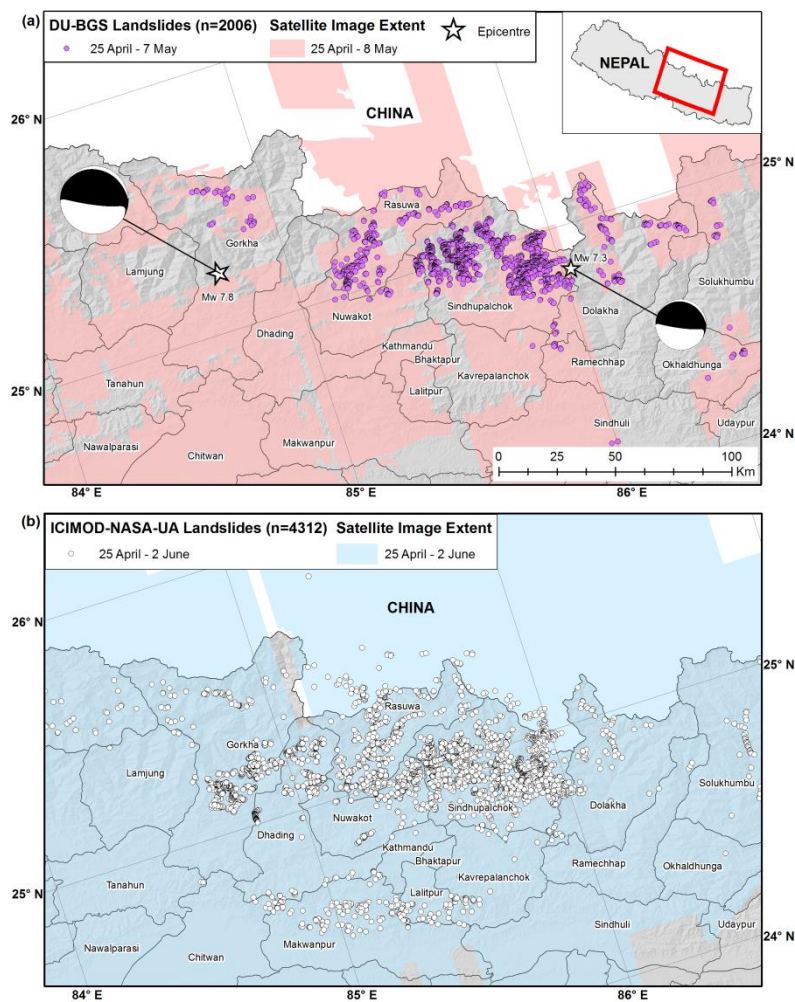 (a)
DU-BGS Landslides (n=2006)
Satellite Image Extent
Epicentre
25 April - 7 May
25 April - 8 May
NEPAL
CHINA
26° N
25° N
Rasuwa
Gorkha
Lamjung
Mw 7.8
Mw 7.3
Solukhumbu
Sindhupalchok
Dolakha
Nuwakot
Dhading
Kathmandu
Bhaktapur
Ramechhap
Okhaldhunga
Kavrepalanchok
Lalitpur
Tanahun
25° N
Sindhuli
Udaypur
24° N
Makwanpur
Chitwan
Nawalparasi
0 25 50 100
Km
84° E
85° E
86° E
(b)
ICIMOD-NASA-UA Landslides (n=4312)
Satellite Image Extent
25 April - 2 June
25 April - 2 June
CHINA
26° N
25° N
Rasuwa
Gorkha
Lamjung
Solukhumbu
Sindhupalchok
Dolakha
Nuwakot
Dhading
Kathmandu
Bhaktapur
Ramechhap
Okhaldhunga
Kavrepalanchok
Lalitpur
Tanahun
25° N
Sindhuli
Udaypur
24° N
Makwanpur
Chitwan
Nawalparasi
84° E
85° E
86° E